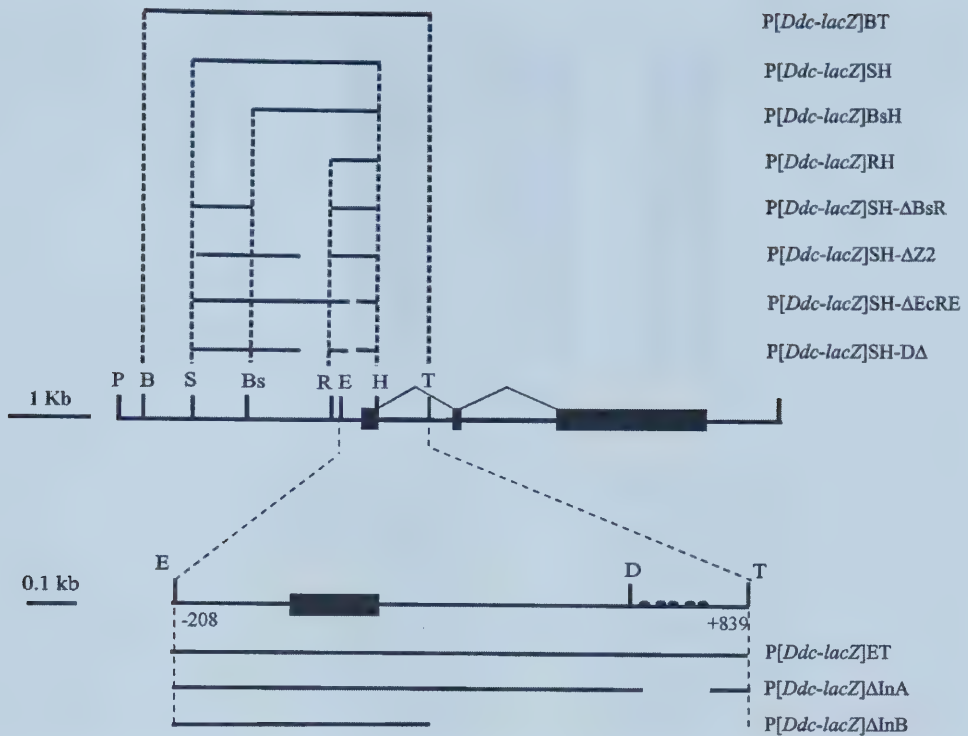 P[Ddc-lacZ]BT
P[Ddc-lacZ]SH
P[Ddc-lacZ]BsH
P[Ddc-lacZ]RH
P[Ddc-lacZ]SH-ΔBsR
P[Ddc-lacZ]SH-ΔZ2
P[Ddc-lacZ]SH-ΔEcRE
P[Ddc-lacZ]SH-DΔ
P B S Bs R E H T
1 Kb
E D T
0.1 kb
-208 +839
P[Ddc-lacZ]ET
P[Ddc-lacZ]ΔInA
P[Ddc-lacZ]ΔInB